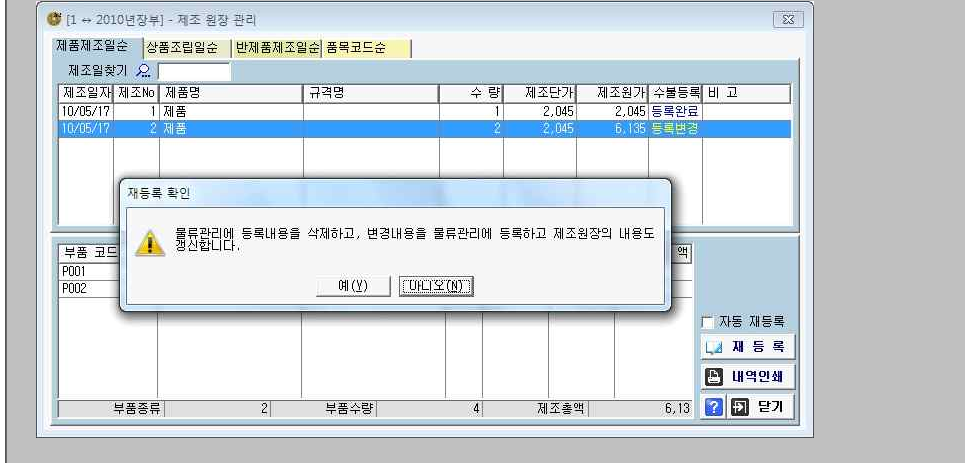 [1 ↔ 2010년장부] - 제조 원장 관리
제품제조일순 상품조립일순 반제품제조일순 품목코드순
제조일찾기
제조일자 제조No 제품명 규격명 수 량 제조단가 제조원가 수불등록 비 고
10/05/17 1 제품 1 2,045 2,045 등록완료
10/05/17 2 제품 2 2,045 6,135 등록변경
재등록 확인
물류관리에 등록내용을 삭제하고, 변경내용을 물류관리에 등록하고 제조원장의 내용도
갱신합니다.
예(Y) 아니오(N)
부품 코드 액
P001
P002
자동 재등록
재 등 록
내역인쇄
부품종류 2 부품수량 4 제조총액 6,13
? 닫기